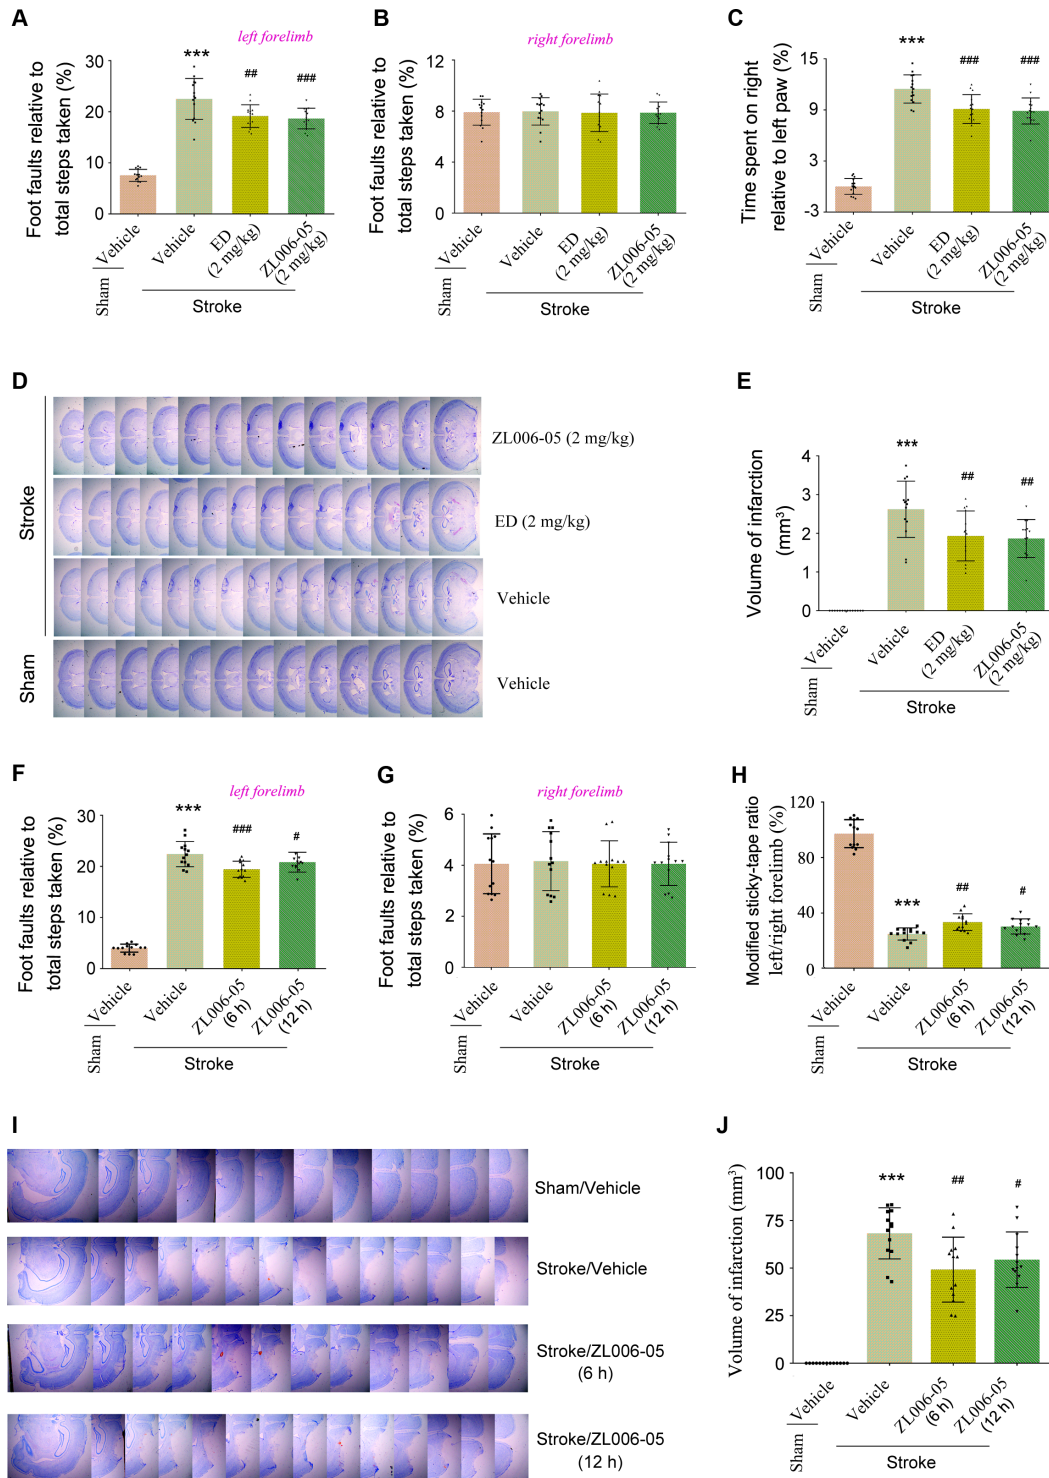 A
left forelimb
Foot faults relative to
total steps taken (%)
30
20
10
0
***
##
###
Vehicle
Vehicle
ED
(2 mg/kg)
ZL006-05
(2 mg/kg)
Sham
Stroke
B
right forelimb
Foot faults relative to
total steps taken (%)
12
8
4
0
Vehicle
Vehicle
ED
(2 mg/kg)
ZL006-05
(2 mg/kg)
Sham
Stroke
C
Time spent on right
relative to left paw (%)
15
9
3
-3
***
###
###
Vehicle
Vehicle
ED
(2 mg/kg)
ZL006-05
(2 mg/kg)
Sham
Stroke
D
Stroke
Sham
ZL006-05 (2 mg/kg)
ED (2 mg/kg)
Vehicle
Vehicle
E
Volume of infarction
(mm³)
4
3
2
1
0
***
##
##
Vehicle
Vehicle
ED
(2 mg/kg)
ZL006-05
(2 mg/kg)
Sham
Stroke
F
left forelimb
Foot faults relative to
total steps taken (%)
30
20
10
0
***
###
#
Vehicle
Vehicle
ZL006-05
(6 h)
ZL006-05
(12 h)
Sham
Stroke
G
right forelimb
Foot faults relative to
total steps taken (%)
6
4
2
0
Vehicle
Vehicle
ZL006-05
(6 h)
ZL006-05
(12 h)
Sham
Stroke
H
Modified sticky-tape ratio
left/right forelimb (%)
120
80
40
0
***
##
#
Vehicle
Vehicle
ZL006-05
(6 h)
ZL006-05
(12 h)
Sham
Stroke
I
Sham/Vehicle
Stroke/Vehicle
Stroke/ZL006-05
(6 h)
Stroke/ZL006-05
(12 h)
J
Volume of infarction (mm³)
100
75
50
25
0
***
##
#
Vehicle
Vehicle
ZL006-05
(6 h)
ZL006-05
(12 h)
Sham
Stroke